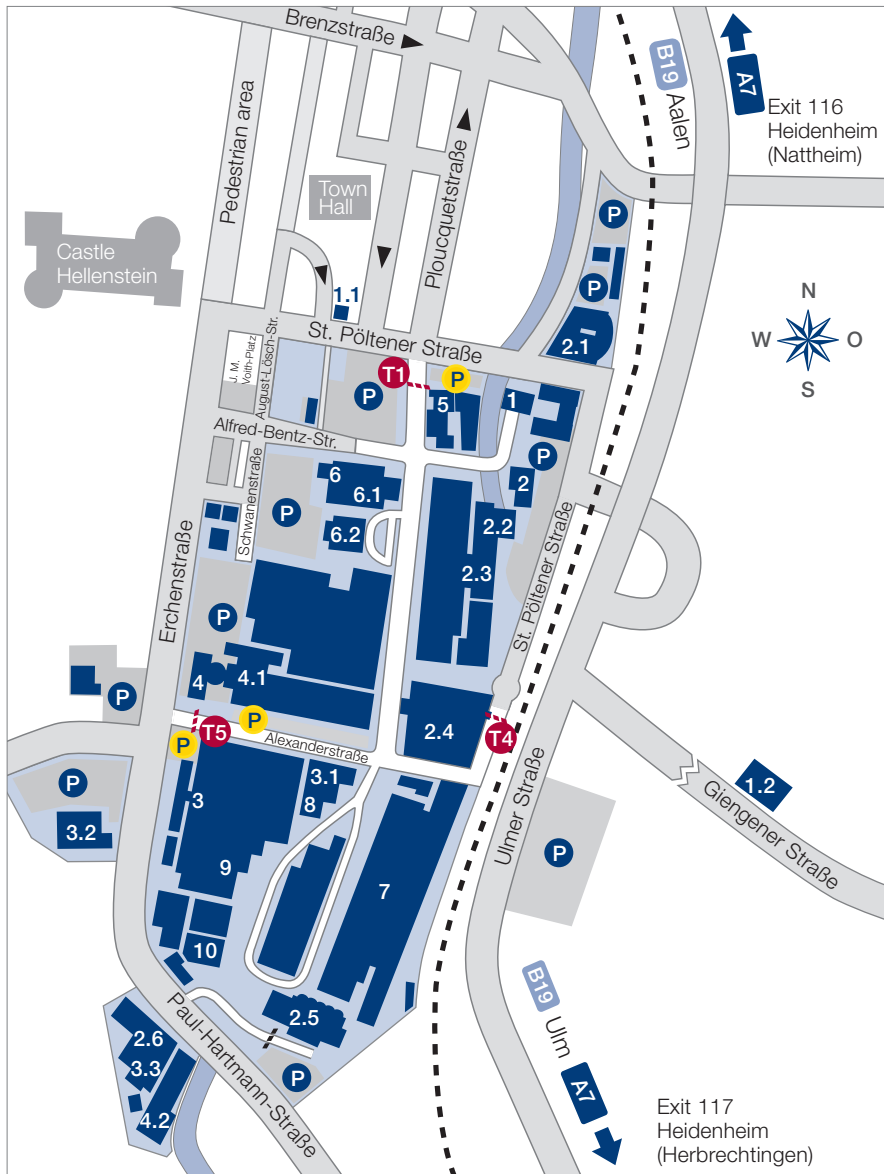 Brenzstraße
B19
Aalen
A7
Exit 116
Heidenheim
(Nattheim)
Pedestrian area
Town
Hall
Ploucquetstraße
P
Castle
Hellenstein
P
1.1
N
W
O
S
St. Pöltener Straße
2.1
J. M.
Voith-Platz
August-Lösch-Str.
T1
P
P
5
1
Alfred-Bentz-Str.
P
6
6.1
2
Schwanenstraße
P
6.2
2.2
2.3
St. Pöltener Straße
Erchenstraße
P
4
4.1
P
P
T5
P
Alexanderstraße
2.4
T4
P
3.1
8
3
1.2
Giengener Straße
3.2
Ulmer Straße
P
9
7
10
B19
Ulm
A7
2.5
Paul-Hartmann-Straße
P
2.6
3.3
4.2
Exit 117
Heidenheim
(Herbrechtingen)